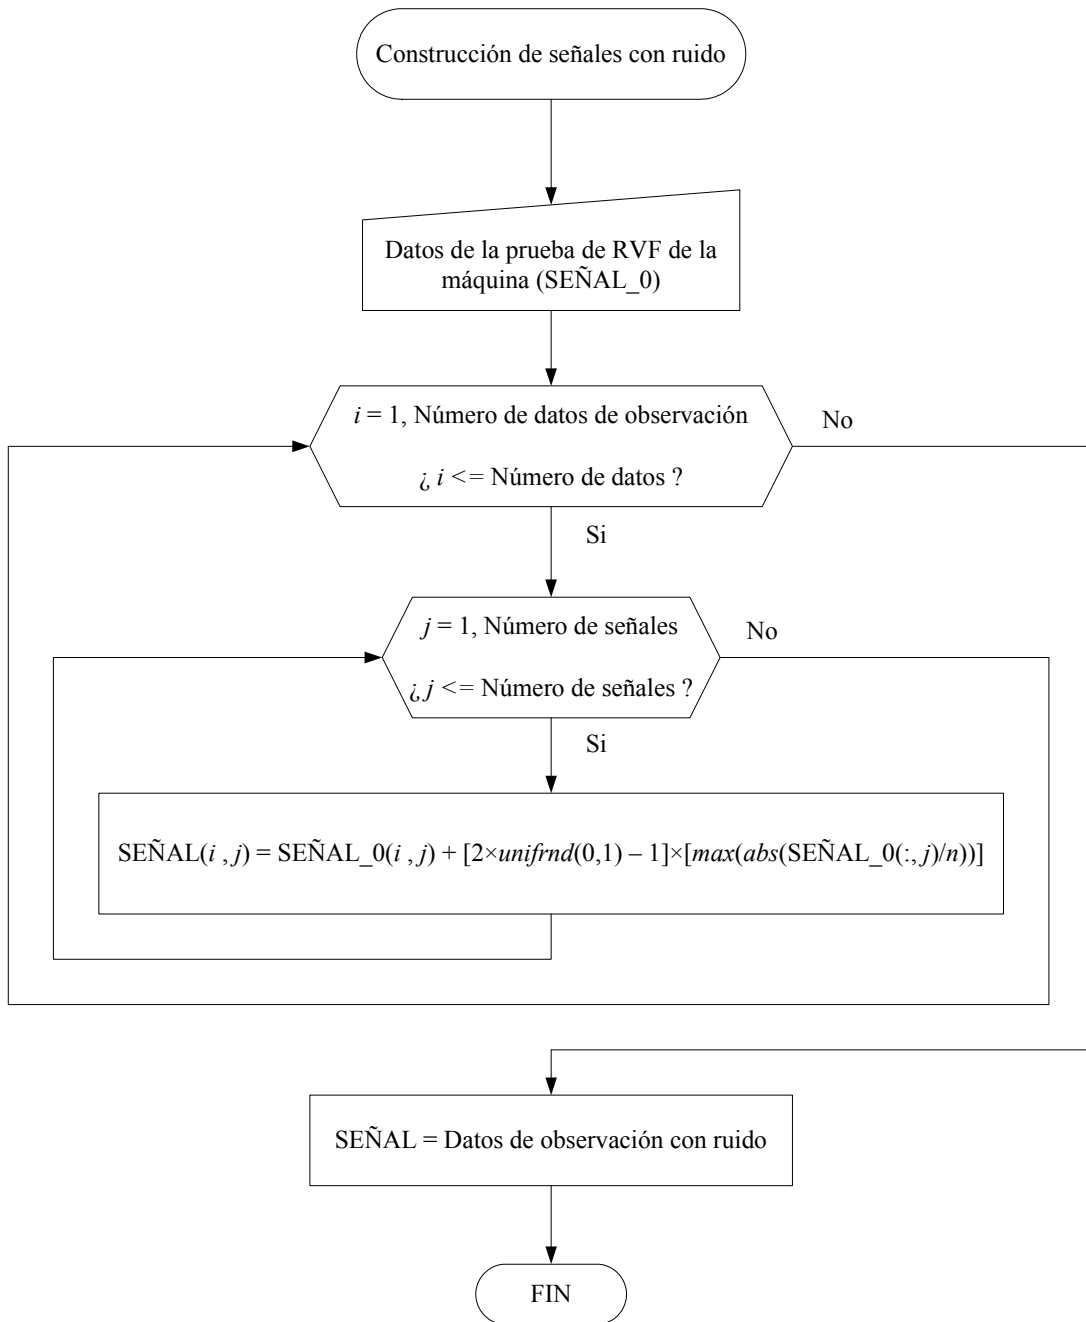 Construcción de señales con ruido
Datos de la prueba de RVF de la
máquina (SEÑAL_0)
i = 1, Número de datos de observación
¿ i <= Número de datos ?
No
Si
j = 1, Número de señales
¿ j <= Número de señales ?
No
Si
SEÑAL(i , j) = SEÑAL_0(i , j) + [2×unifrnd(0,1) – 1]×[max(abs(SEÑAL_0(:, j)/n))]
SEÑAL = Datos de observación con ruido
FIN